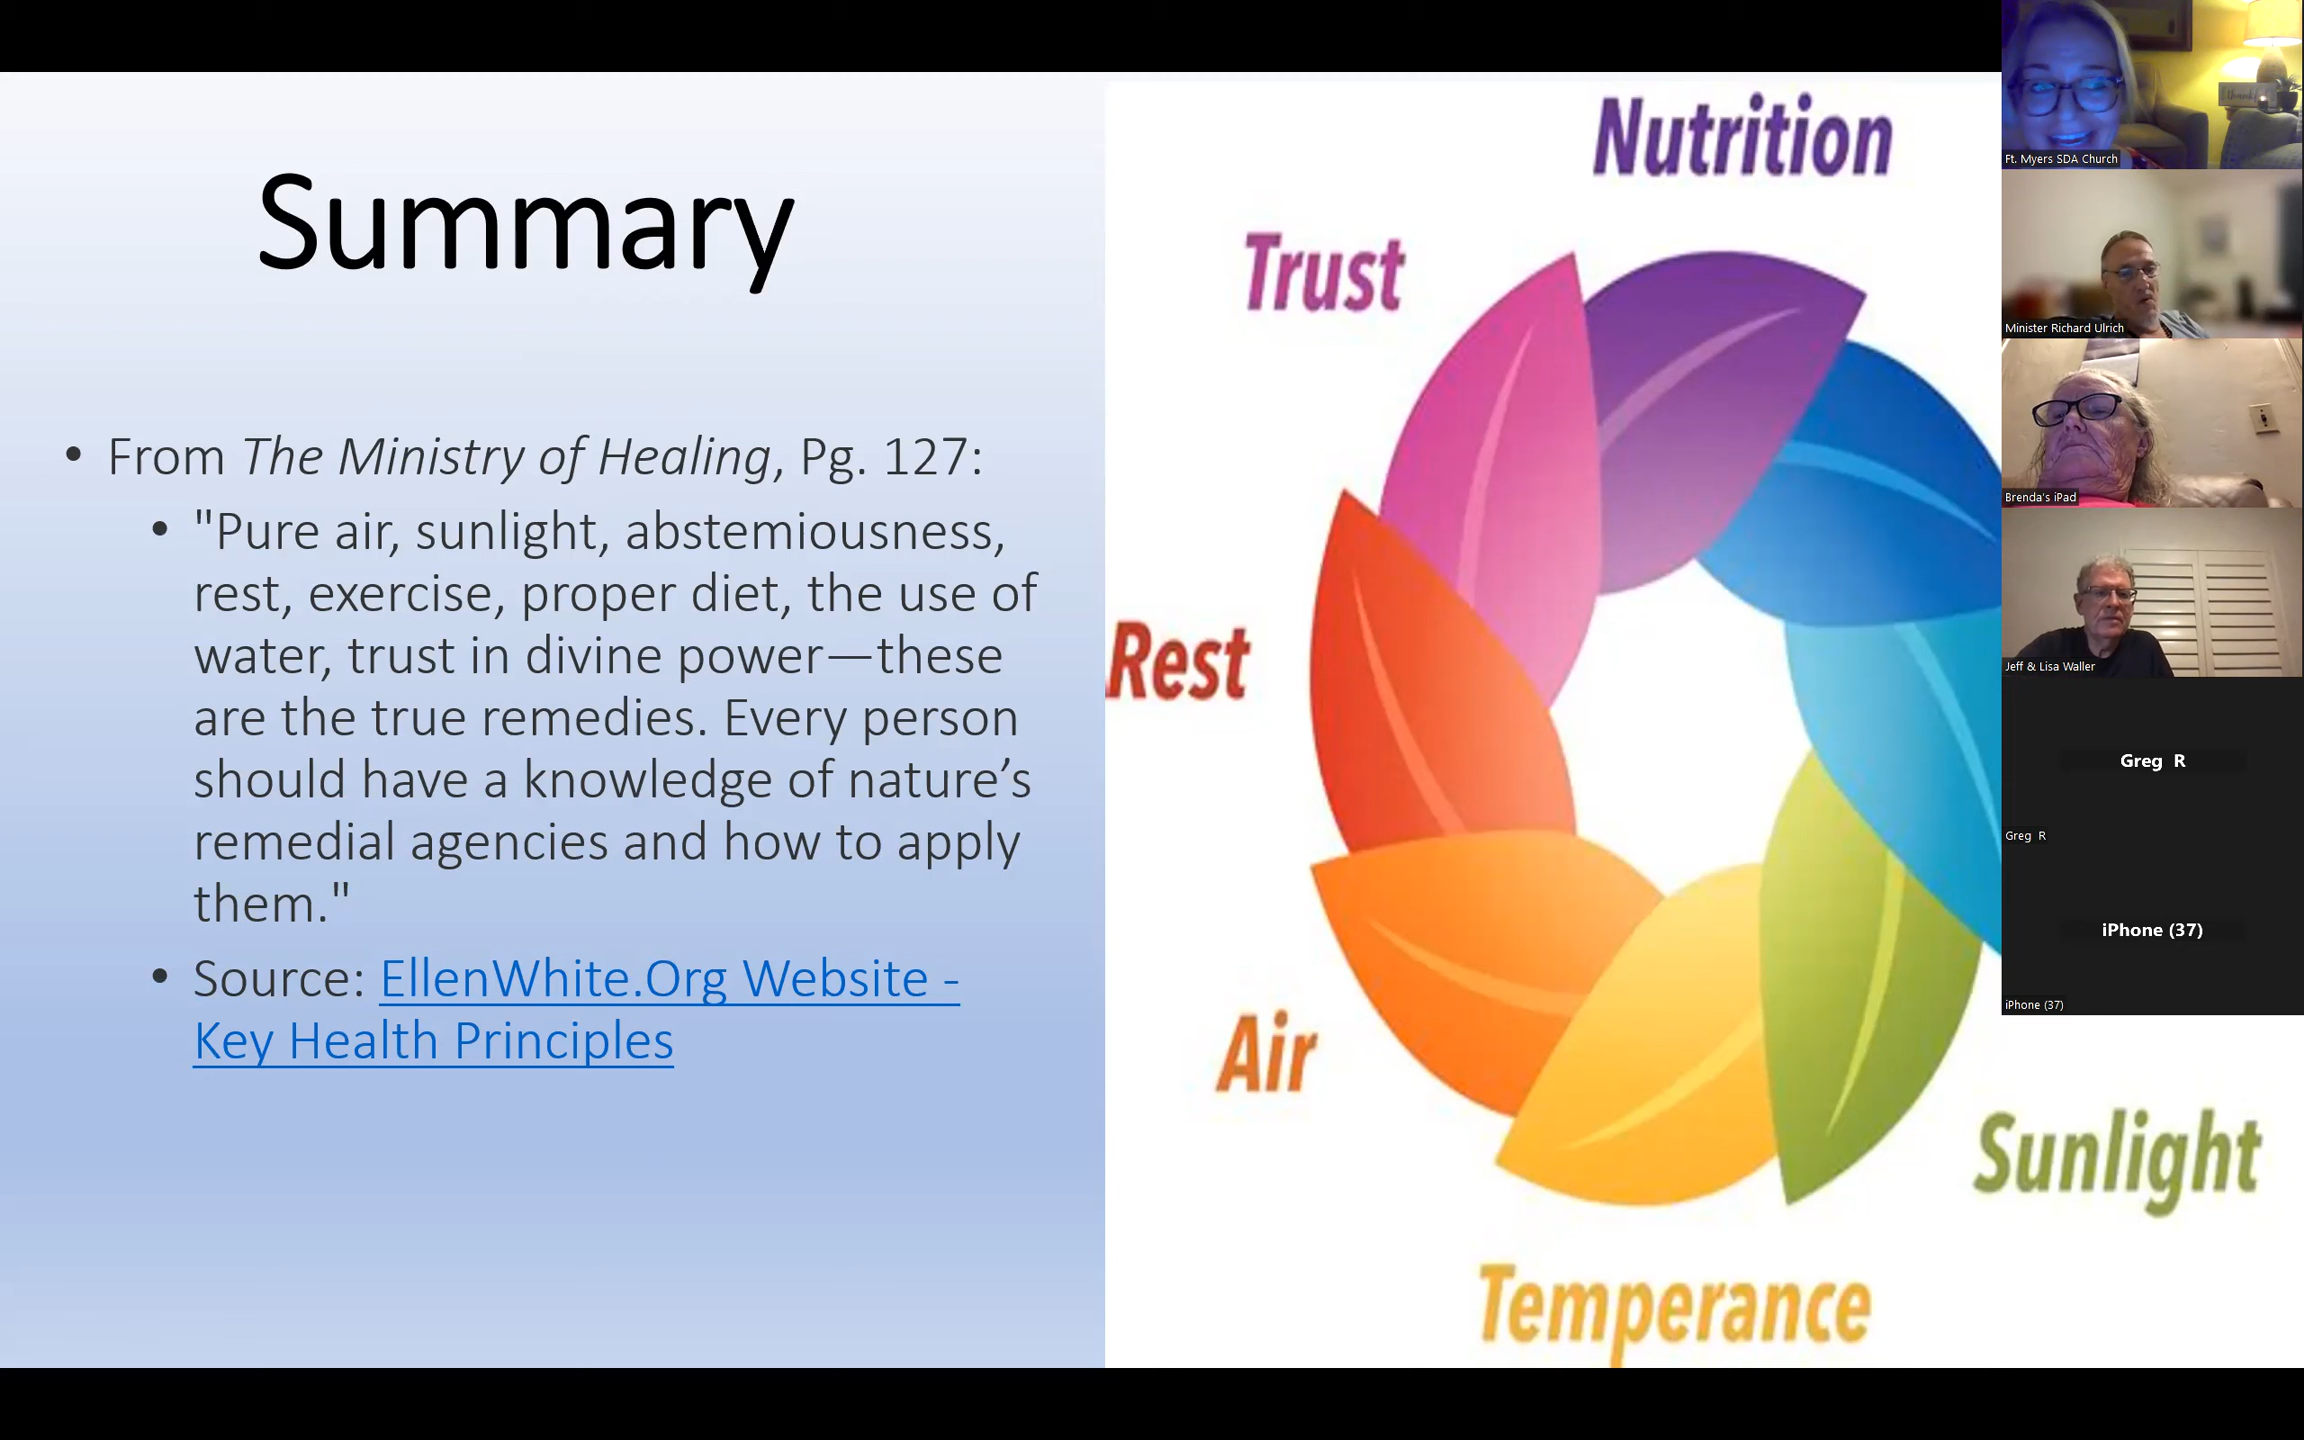 Summary
• From The Ministry of Healing, Pg. 127:
• "Pure air, sunlight, abstemiousness,
rest, exercise, proper diet, the use of
water, trust in divine power—these
are the true remedies. Every person
should have a knowledge of nature’s
remedial agencies and how to apply
them."
• Source: EllenWhite.Org Website -
Key Health Principles
Nutrition
Trust
Rest
Air
Temperance
Sunlight
Ft. Myers SDA Church
Minister Richard Ulrich
Brenda's iPad
Jeff & Lisa Waller
Greg R
Greg R
iPhone (37)
iPhone (37)